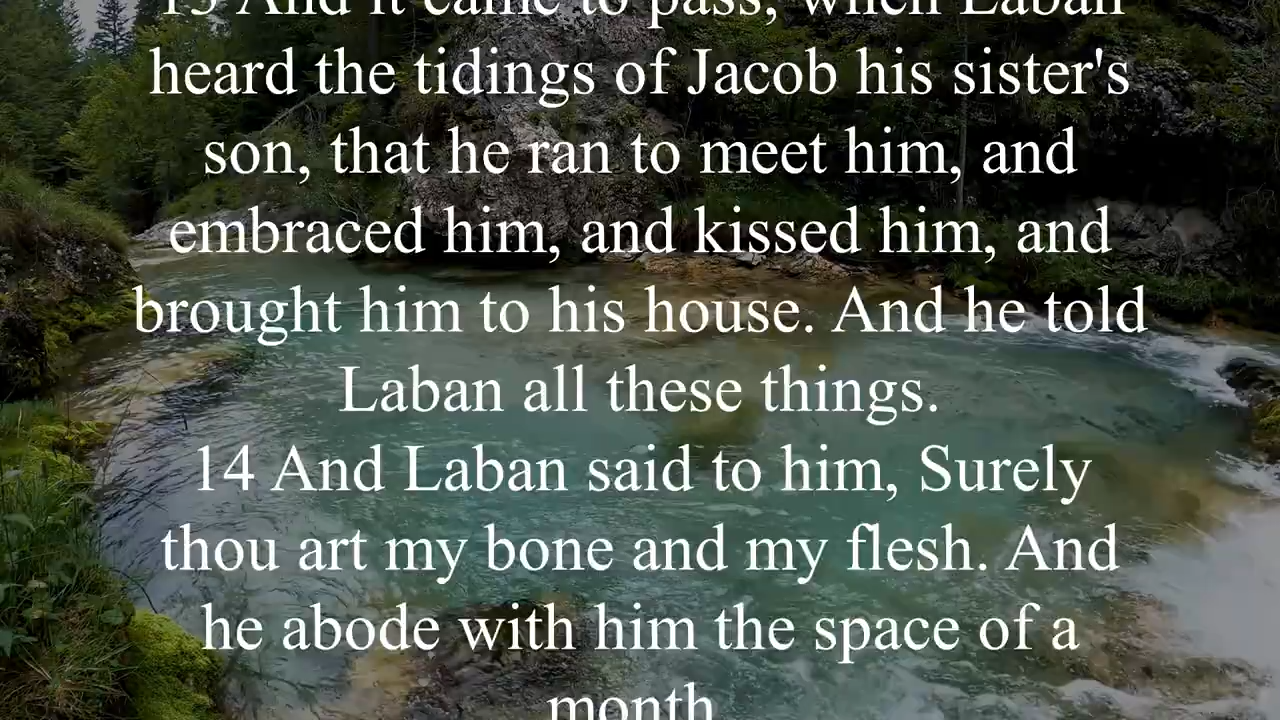 13 And it came to pass, when Laban
heard the tidings of Jacob his sister's
son, that he ran to meet him, and
embraced him, and kissed him, and
brought him to his house. And he told
Laban all these things.
14 And Laban said to him, Surely
thou art my bone and my flesh. And
he abode with him the space of a
month